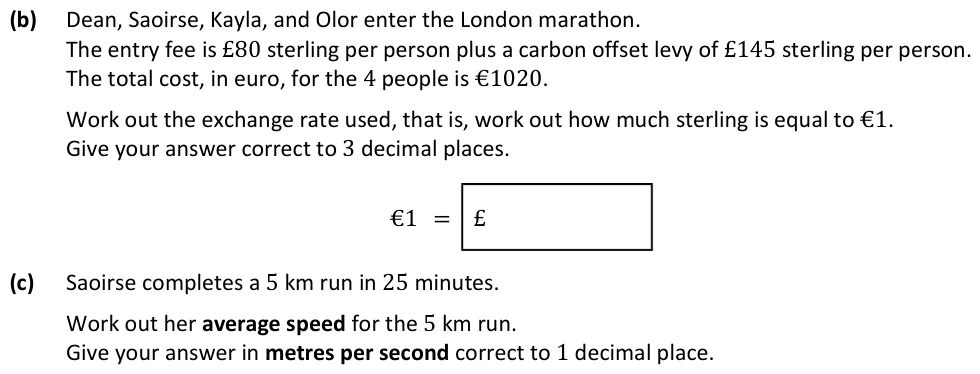 (b) Dean, Saoirse, Kayla, and Olor enter the London marathon.
The entry fee is £80 sterling per person plus a carbon offset levy of £145 sterling per person.
The total cost, in euro, for the 4 people is €1020.
Work out the exchange rate used, that is, work out how much sterling is equal to €1.
Give your answer correct to 3 decimal places.
€1 = £
(c) Saoirse completes a 5 km run in 25 minutes.
Work out her average speed for the 5 km run.
Give your answer in metres per second correct to 1 decimal place.